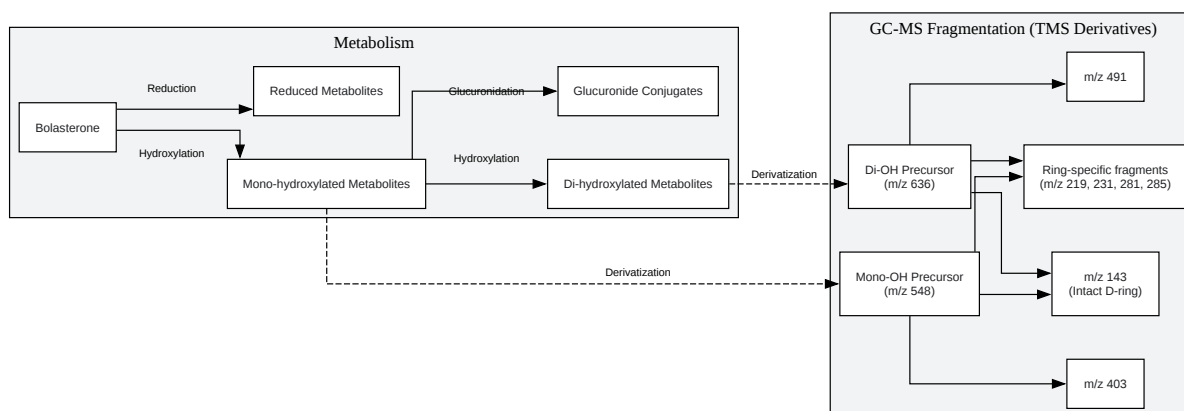 Metabolism
GC-MS Fragmentation (TMS Derivatives)
Bolasterone
Reduction
Hydroxylation
Reduced Metabolites
Glucuronidation
Glucuronide Conjugates
Mono-hydroxylated Metabolites
Hydroxylation
Di-hydroxylated Metabolites
Derivatization
Derivatization
m/z 491
Di-OH Precursor
(m/z 636)
Ring-specific fragments
(m/z 219, 231, 281, 285)
Mono-OH Precursor
(m/z 548)
m/z 143
(Intact D-ring)
m/z 403